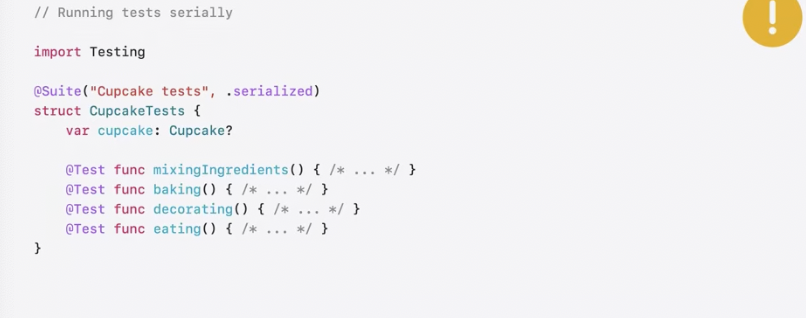 // Running tests serially
import Testing
@Suite("Cupcake tests", .serialized)
struct CupcakeTests {
    var cupcake: Cupcake?
    @Test func mixingIngredients() { /* ... */ }
    @Test func baking() { /* ... */ }
    @Test func decorating() { /* ... */ }
    @Test func eating() { /* ... */ }
}